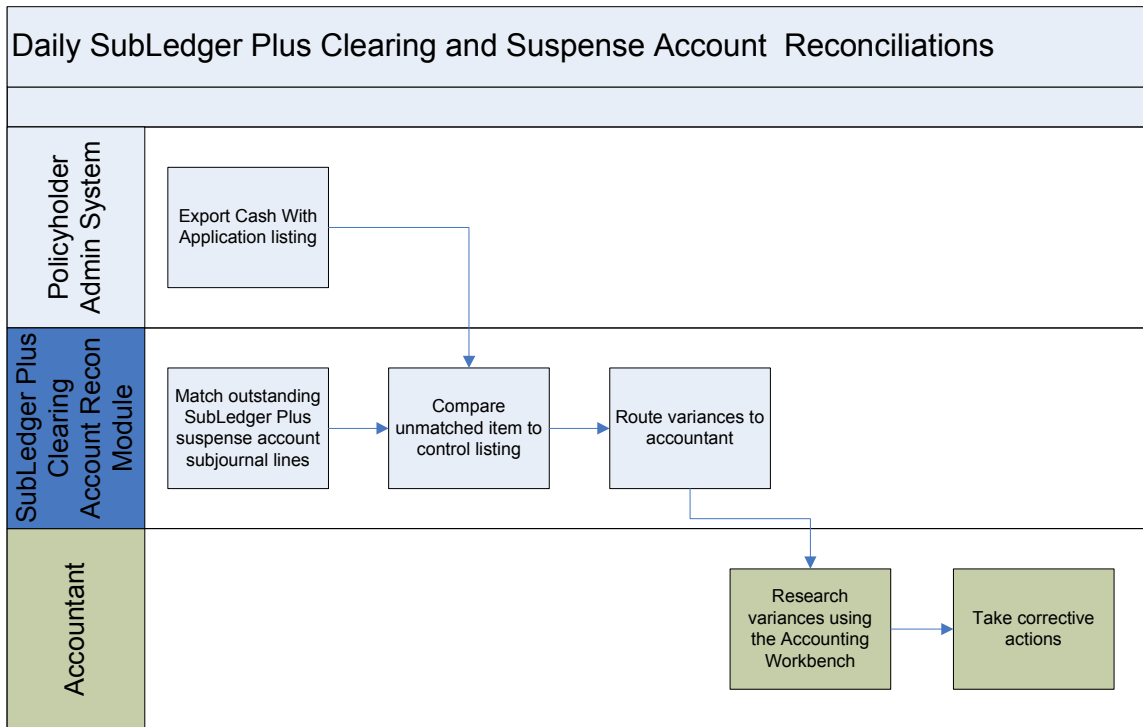 Daily SubLedger Plus Clearing and Suspense Account  Reconciliations
Policyholder
Admin System
Export Cash With
Application listing
SubLedger Plus
Clearing
Account Recon
Module
Match outstanding
SubLedger Plus
suspense account
subjournal lines
Compare
unmatched item to
control listing
Route variances to
accountant
Accountant
Research
variances using
the Accounting
Workbench
Take corrective
actions